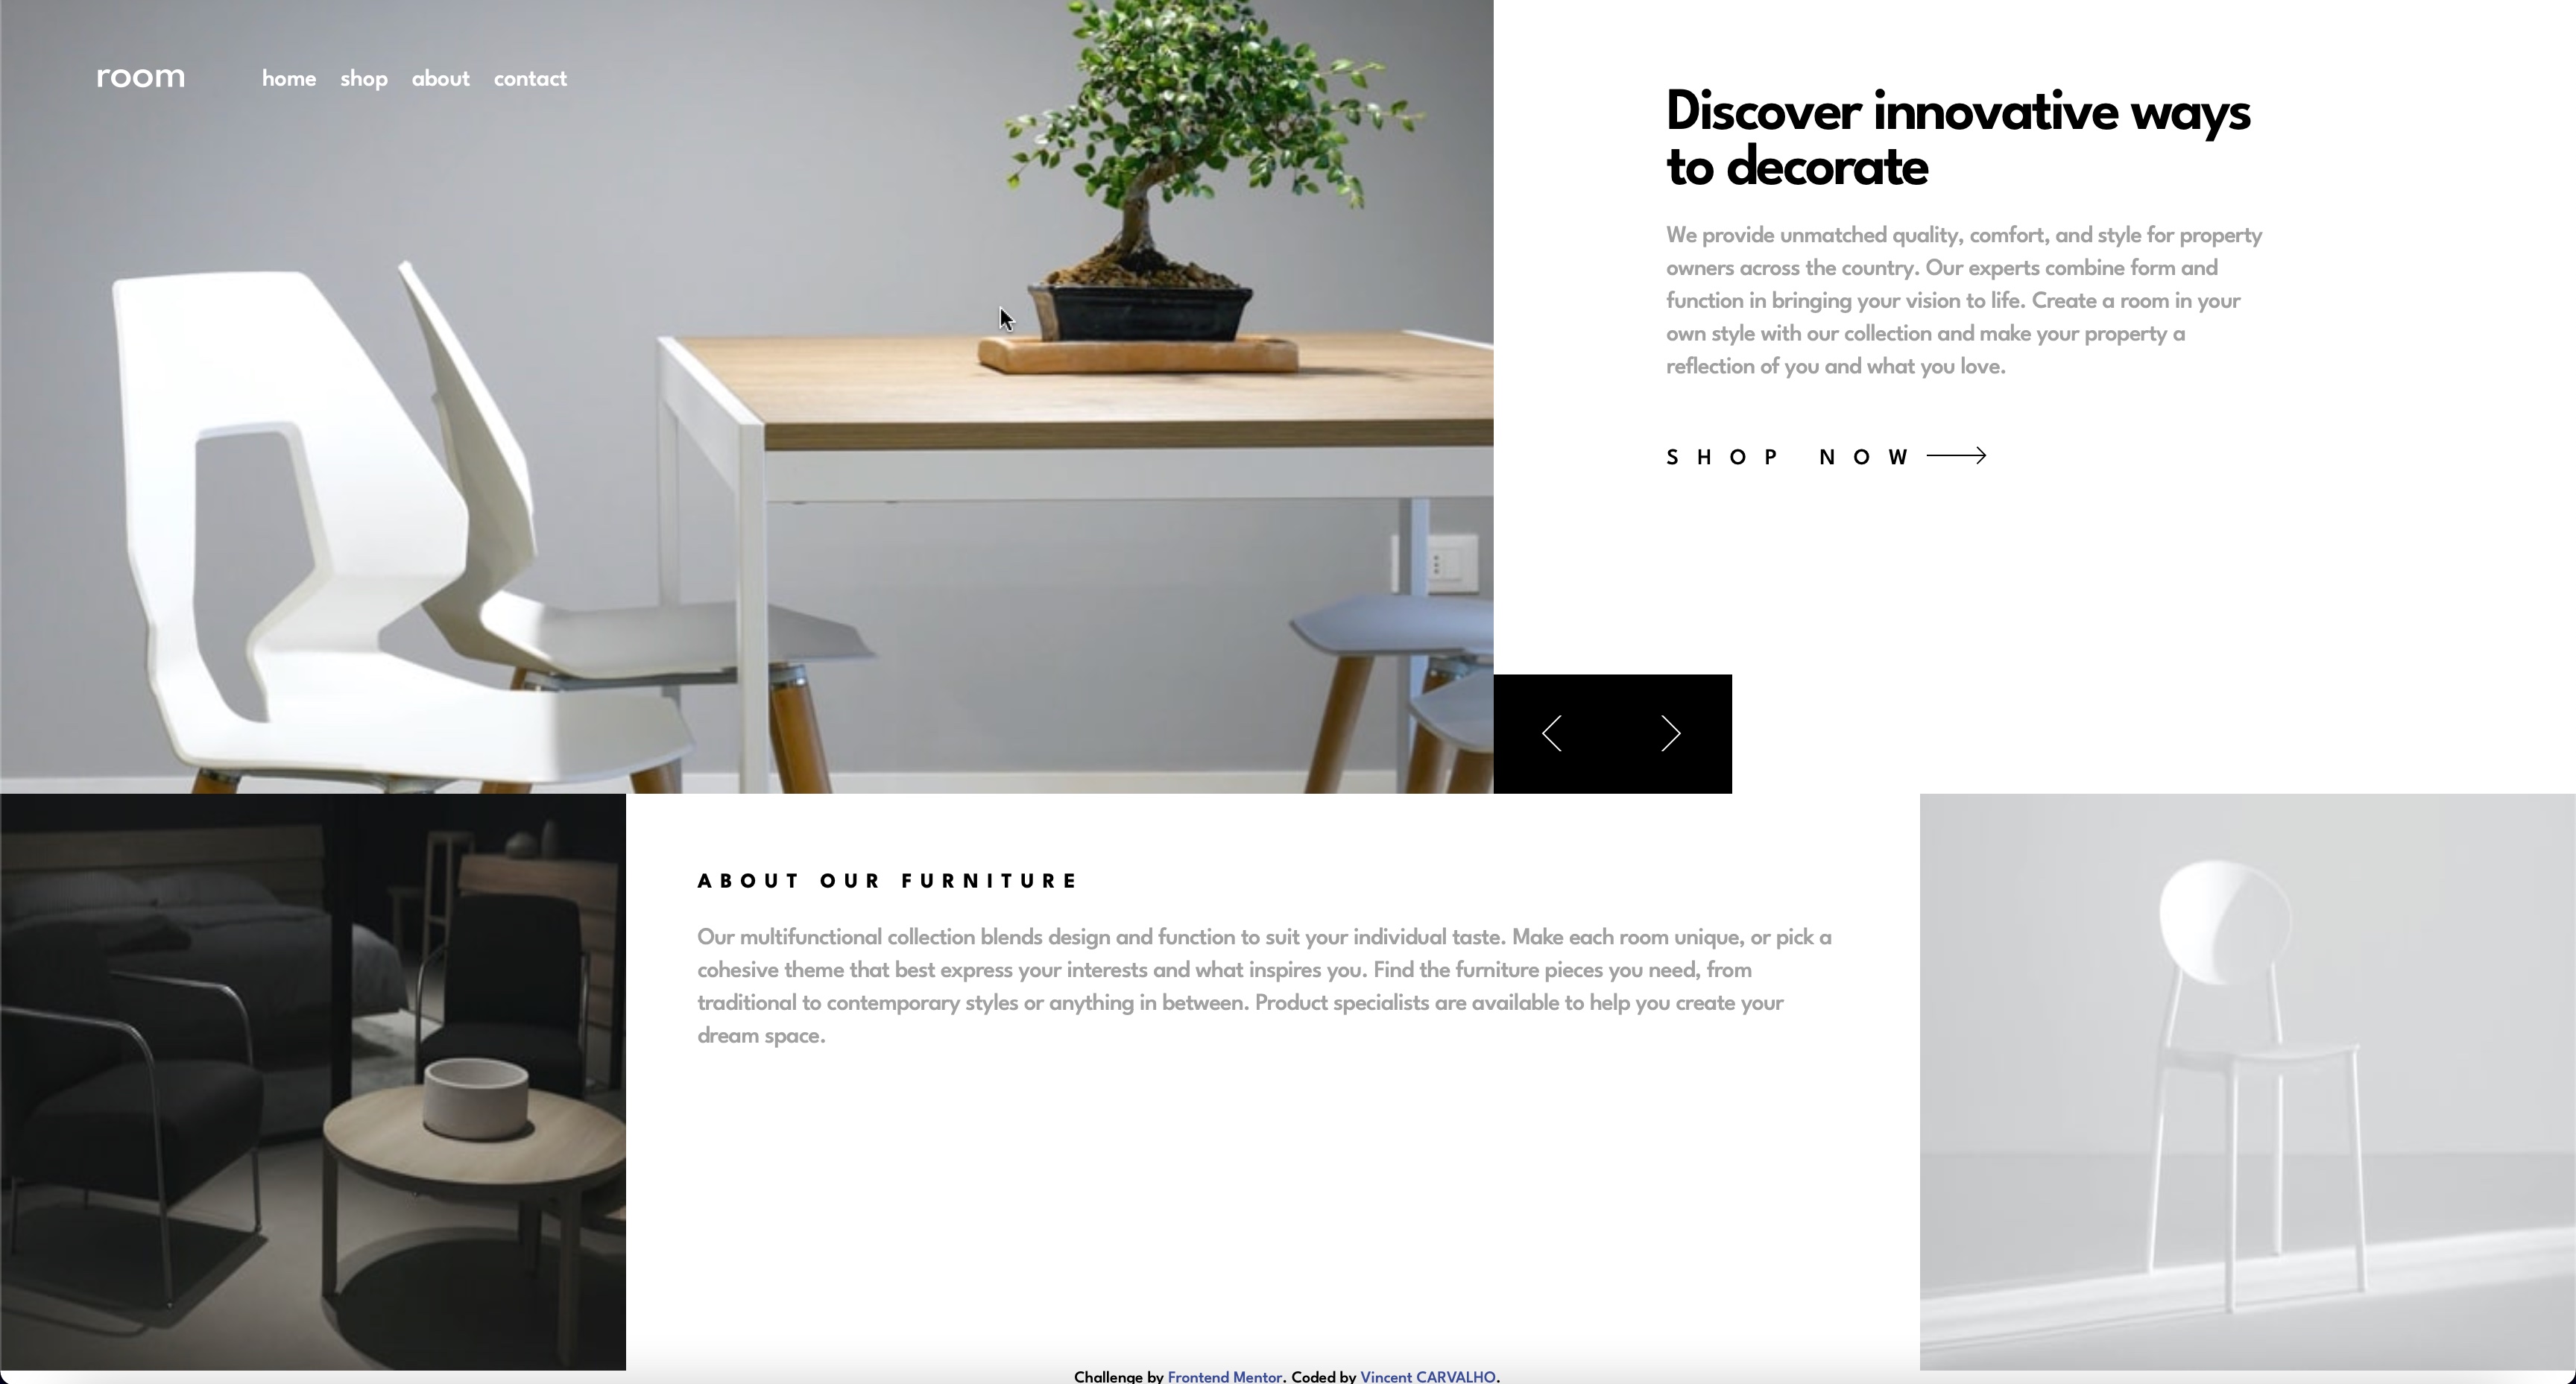 room
home shop about contact
Discover innovative ways
to decorate
We provide unmatched quality, comfort, and style for property
owners across the country. Our experts combine form and
function in bringing your vision to life. Create a room in your
own style with our collection and make your property a
reflection of you and what you love.
SHOP NOW
ABOUT OUR FURNITURE
Our multifunctional collection blends design and function to suit your individual taste. Make each room unique, or pick a
cohesive theme that best express your interests and what inspires you. Find the furniture pieces you need, from
traditional to contemporary styles or anything in between. Product specialists are available to help you create your
dream space.
Challenge by Frontend Mentor. Coded by Vincent CARVALHO.